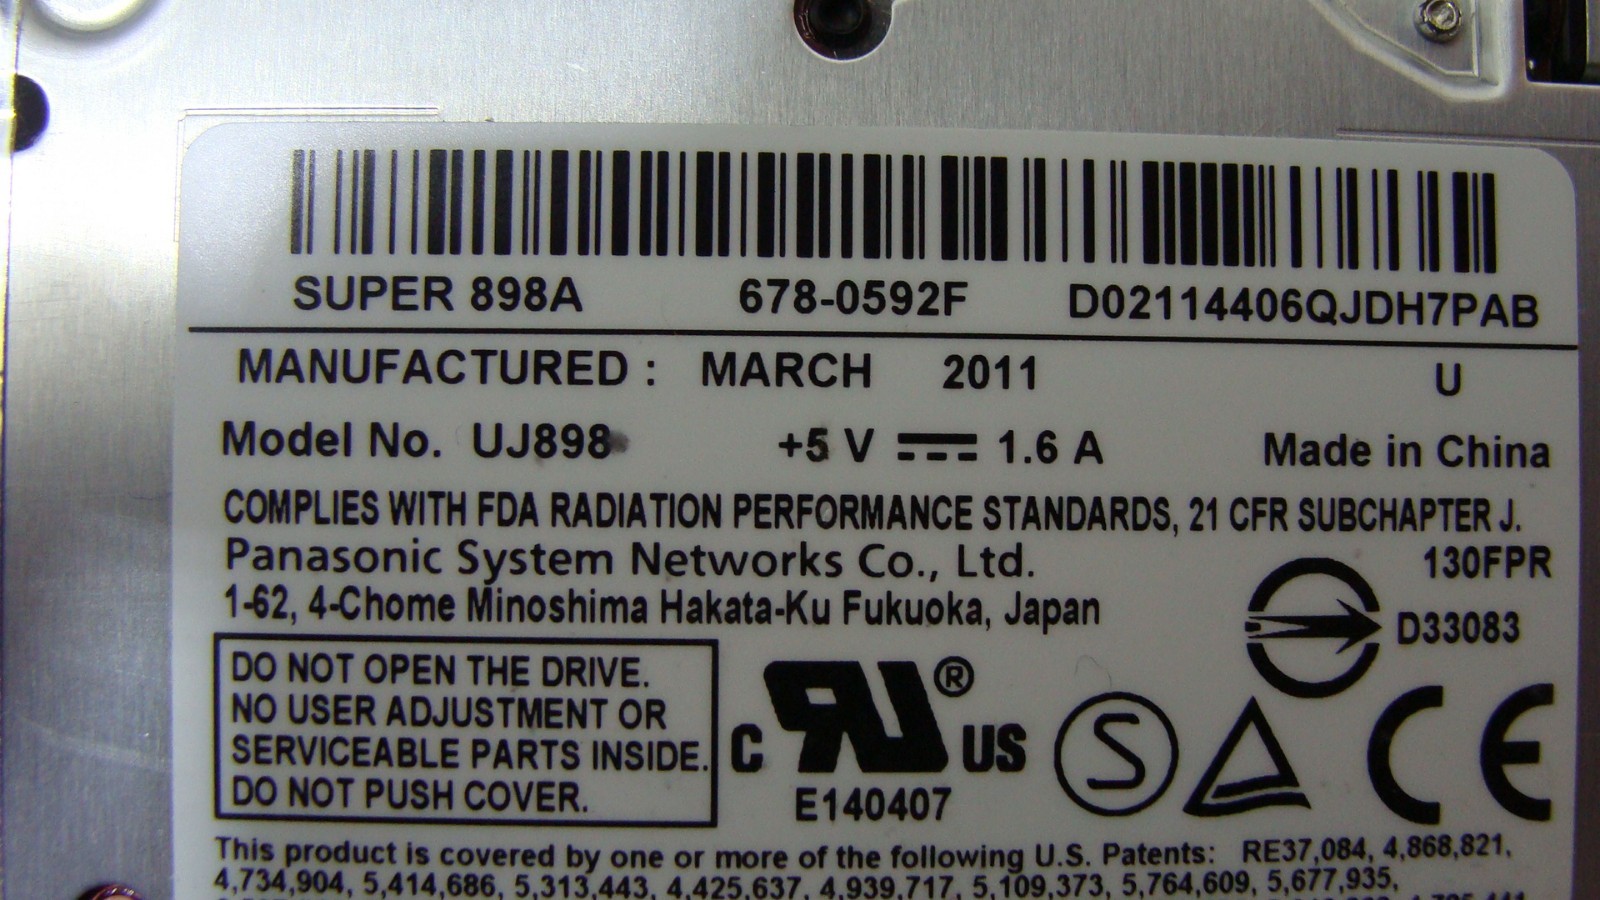 SUPER 898A 678-0592F D02114406QJDH7PAB
MANUFACTURED : MARCH 2011 U
Model No. UJ898 +5 V 1.6 A Made in China
COMPLIES WITH FDA RADIATION PERFORMANCE STANDARDS, 21 CFR SUBCHAPTER J.
Panasonic System Networks Co., Ltd. 130FPR
1-62, 4-Chome Minoshima Hakata-Ku Fukuoka, Japan
D33083
DO NOT OPEN THE DRIVE.
NO USER ADJUSTMENT OR
SERVICEABLE PARTS INSIDE.
DO NOT PUSH COVER.
C RU® US
E140407
S
CE
This product is covered by one or more of the following U.S. Patents: RE37,084, 4,868,821,
4,734,904, 5,414,686, 5,313,443, 4,425,637, 4,939,717, 5,109,373, 5,764,609, 5,677,935,